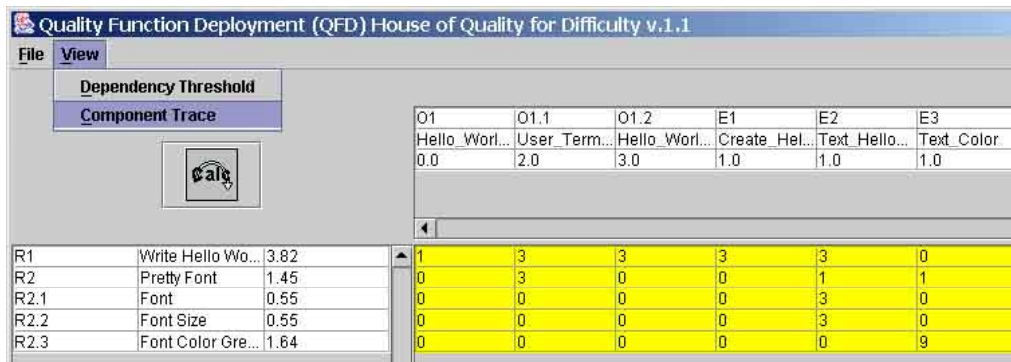 Quality Function Deployment (QFD) House of Quality for Difficulty v.1.1
File View
Dependency Threshold
Component Trace
O1 O1.1 O1.2 E1 E2 E3
Hello_Worl... User_Term... Hello_Worl... Create_Hel... Text_Hello... Text_Color
0.0 2.0 3.0 1.0 1.0 1.0
Calc
R1 Write Hello Wo... 3.82 1 3 3 3 3 0
R2 Pretty Font 1.45 0 3 0 0 1 1
R2.1 Font 0.55 0 0 0 0 3 0
R2.2 Font Size 0.55 0 0 0 0 3 0
R2.3 Font Color Gre... 1.64 0 0 0 0 0 9